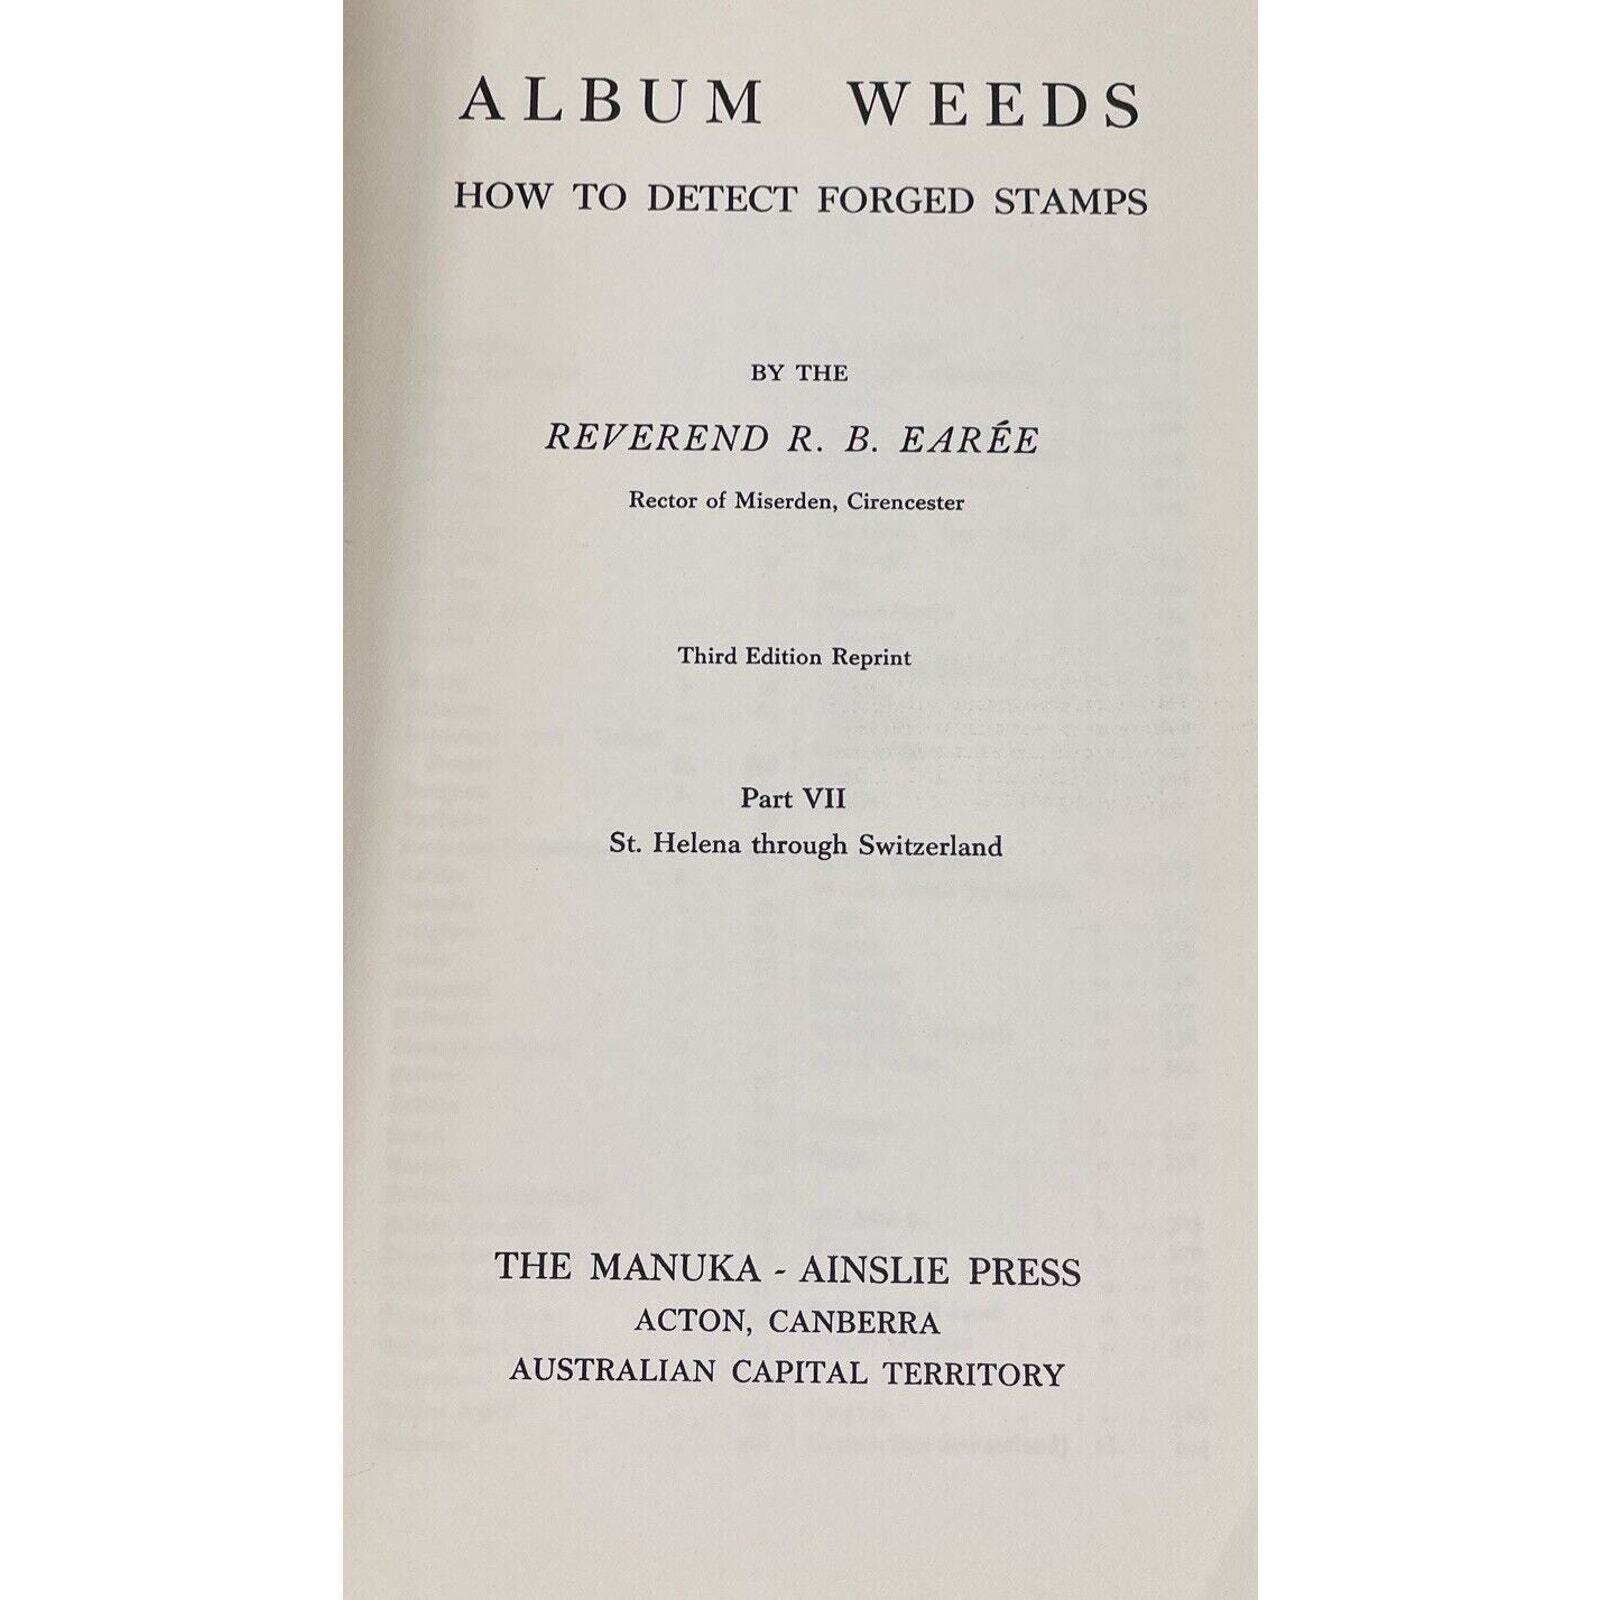 ALBUM WEEDS
HOW TO DETECT FORGED STAMPS
BY THE
REVEREND R. B. EARÉE
Rector of Miserden, Cirencester
Third Edition Reprint
Part VII
St. Helena through Switzerland
THE MANUKA - AINSLIE PRESS
ACTON, CANBERRA
AUSTRALIAN CAPITAL TERRITORY